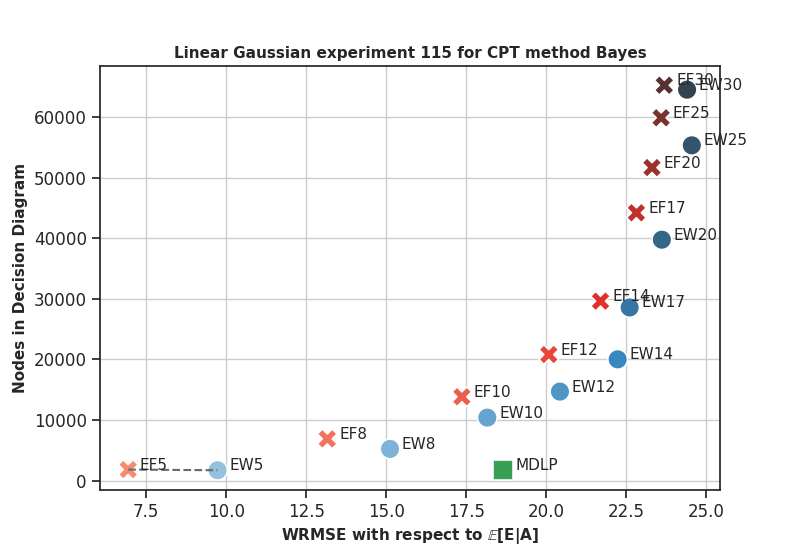 Linear Gaussian experiment 115 for CPT method Bayes
Nodes in Decision Diagram
60000
50000
40000
30000
20000
10000
0
EF30
EW30
EF25
EW25
EF20
EF17
EW20
EF14
EW17
EF12
EW14
EW12
EF10
EW10
EF8
EW8
EF5
EW5
MDLP
7.5 10.0 12.5 15.0 17.5 20.0 22.5 25.0
WRMSE with respect to 𝔼[E|A]